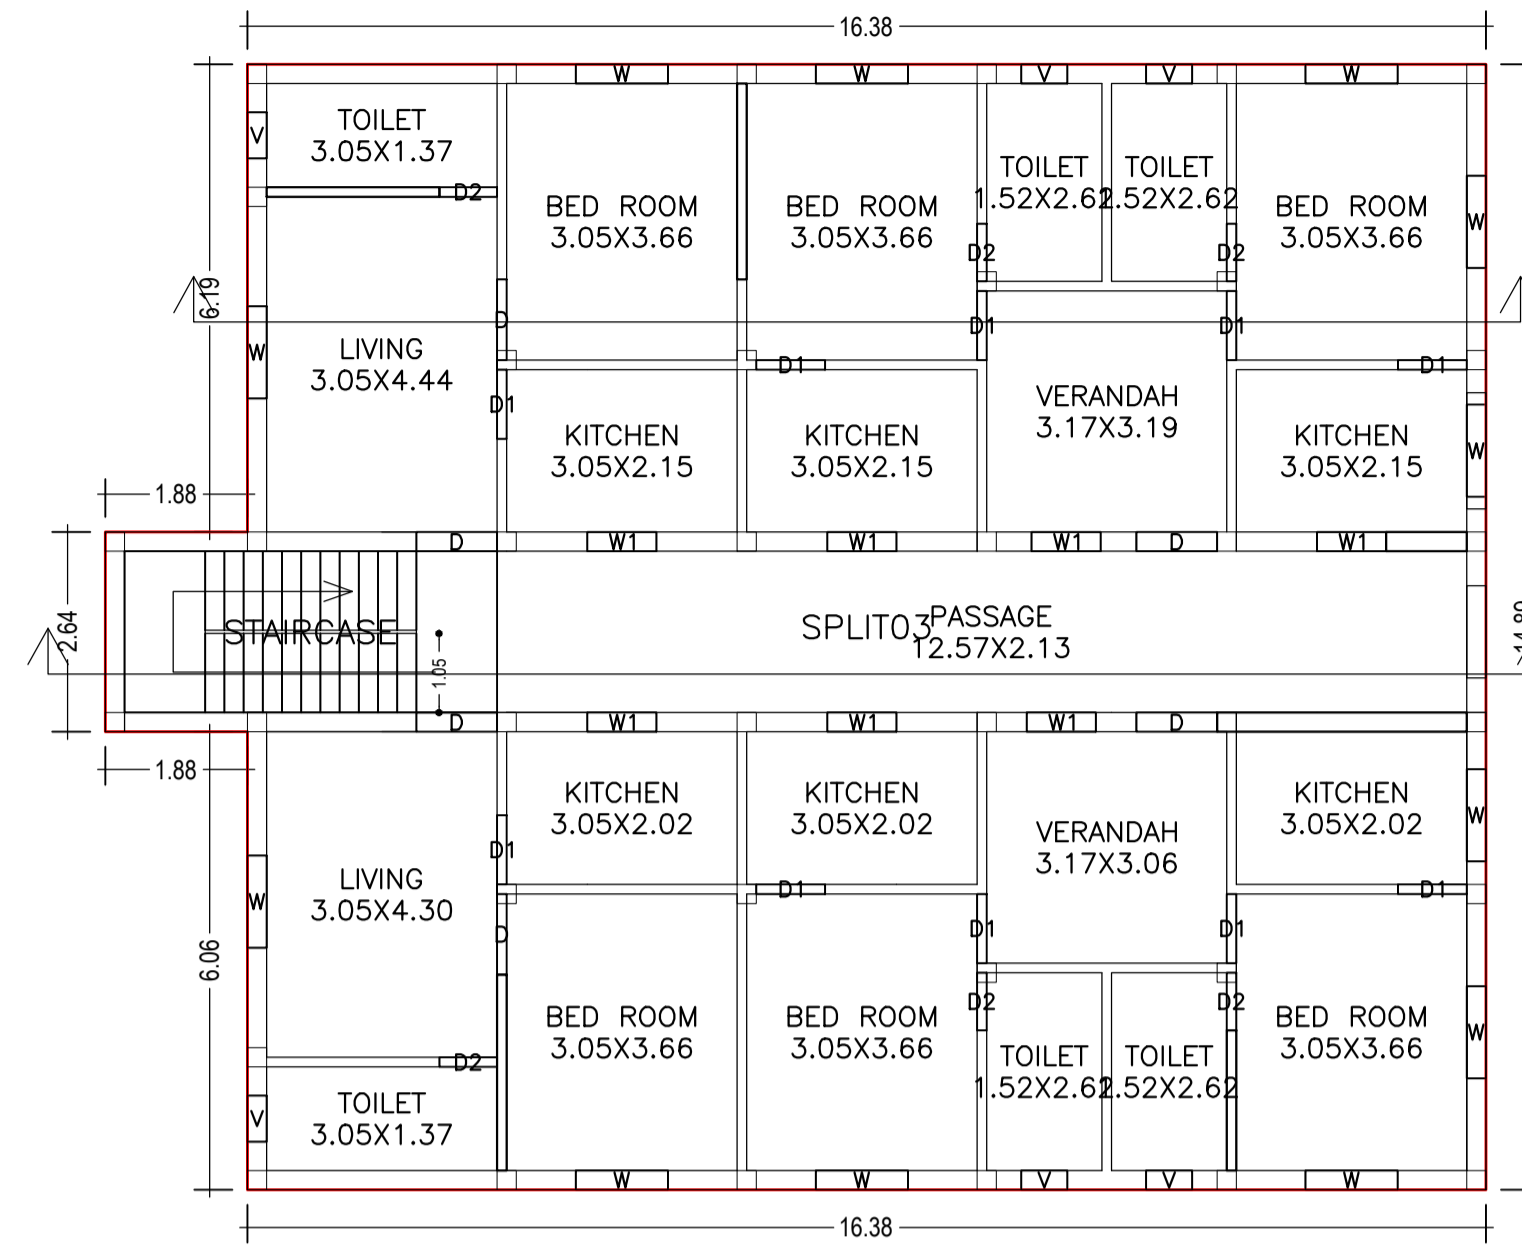 16.38
W
W
V
V
W
V
TOILET
3.05X1.37
D2
BED ROOM
3.05X3.66
BED ROOM
3.05X3.66
TOILET
1.52X2.62
TOILET
1.52X2.62
BED ROOM
3.05X3.66
W
D2
D2
6.19
D
D1
D1
W
LIVING
3.05X4.44
D1
D1
D1
VERANDAH
3.17X3.19
KITCHEN
3.05X2.15
KITCHEN
3.05X2.15
KITCHEN
3.05X2.15
W
1.88
D
W1
W1
W1
D
W1
2.64
STAIRCASE
SPLIT03
PASSAGE
12.57X2.13
1.05
D
W1
W1
W1
D
1.88
KITCHEN
3.05X2.02
KITCHEN
3.05X2.02
VERANDAH
3.17X3.06
KITCHEN
3.05X2.02
W
D1
LIVING
3.05X4.30
W
D1
D1
D
D1
D1
6.06
D2
D2
BED ROOM
3.05X3.66
BED ROOM
3.05X3.66
TOILET
1.52X2.62
TOILET
1.52X2.62
BED ROOM
3.05X3.66
W
D2
TOILET
3.05X1.37
V
W
W
V
V
W
16.38